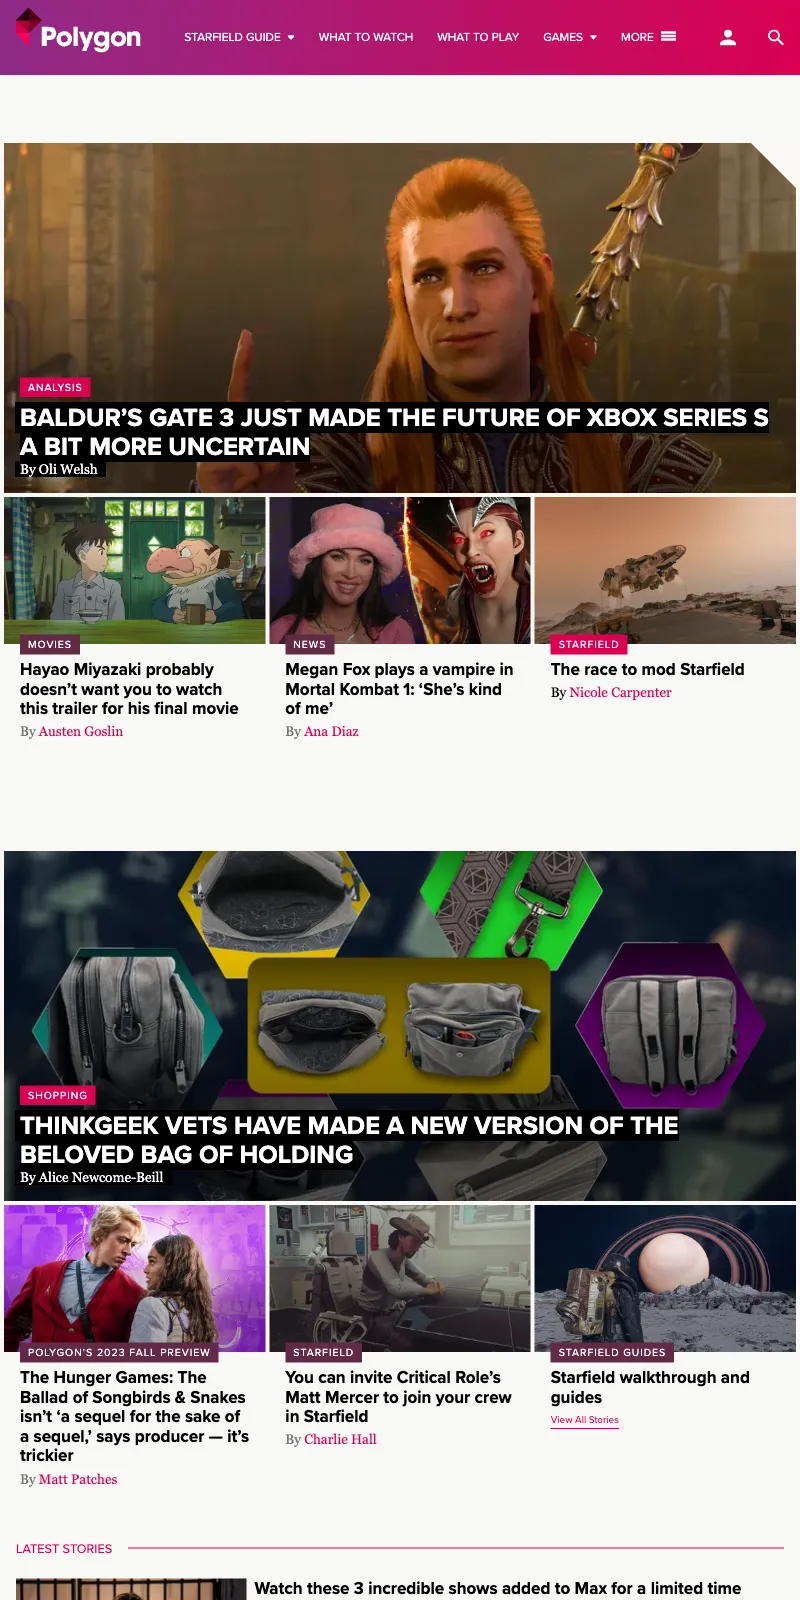 Polygon
STARFIELD GUIDE
WHAT TO WATCH
WHAT TO PLAY
GAMES
MORE
ANALYSIS
BALDUR’S GATE 3 JUST MADE THE FUTURE OF XBOX SERIES S
A BIT MORE UNCERTAIN
By Oli Welsh
MOVIES
Hayao Miyazaki probably
doesn’t want you to watch
this trailer for his final movie
By Austen Goslin
NEWS
Megan Fox plays a vampire in
Mortal Kombat 1: ‘She’s kind
of me’
By Ana Diaz
STARFIELD
The race to mod Starfield
By Nicole Carpenter
SHOPPING
THINKGEEK VETS HAVE MADE A NEW VERSION OF THE
BELOVED BAG OF HOLDING
By Alice Newcome-Beill
POLYGON’S 2023 FALL PREVIEW
The Hunger Games: The
Ballad of Songbirds & Snakes
isn’t ‘a sequel for the sake of
a sequel,’ says producer — it’s
trickier
By Matt Patches
STARFIELD
You can invite Critical Role’s
Matt Mercer to join your crew
in Starfield
By Charlie Hall
STARFIELD GUIDES
Starfield walkthrough and
guides
View All Stories
LATEST STORIES
Watch these 3 incredible shows added to Max for a limited time